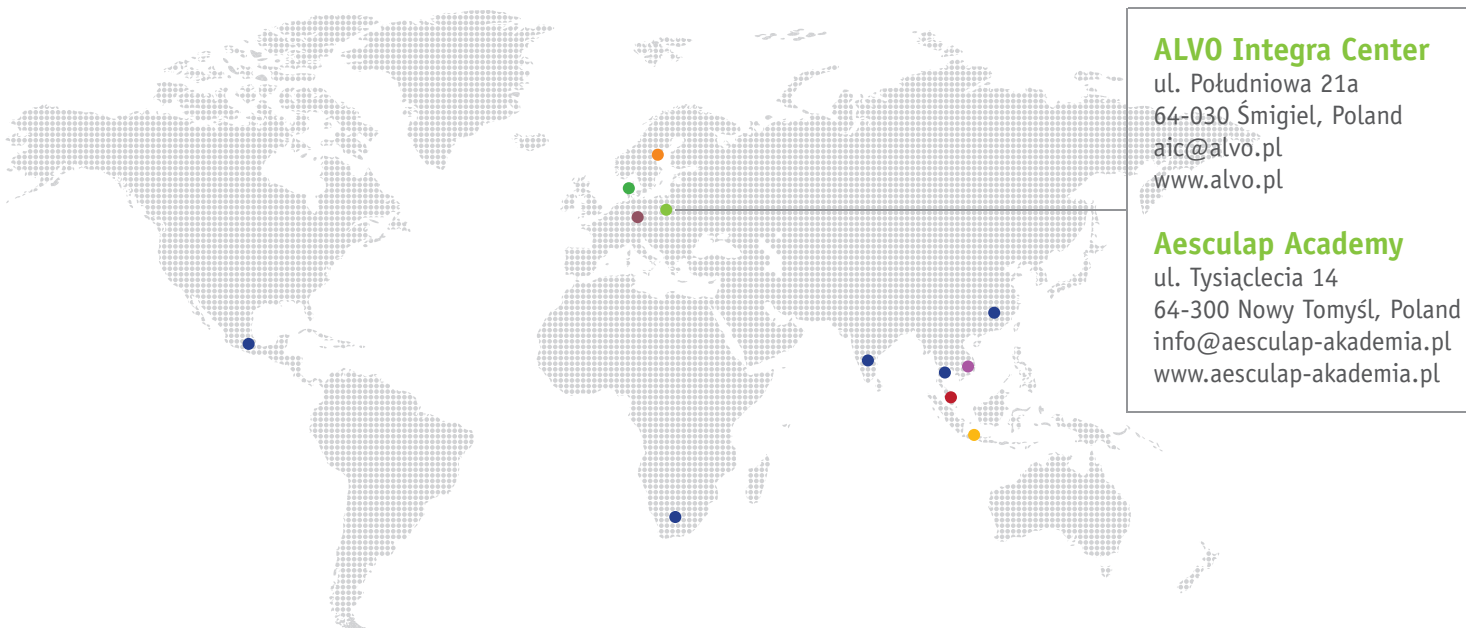 ALVO Integra Center
ul. Południowa 21a
64-030 Śmigiel, Poland
aic@alvo.pl
www.alvo.pl
Aesculap Academy
ul. Tysiąclecia 14
64-300 Nowy Tomyśl, Poland
info@aesculap-akademia.pl
www.aesculap-akademia.pl